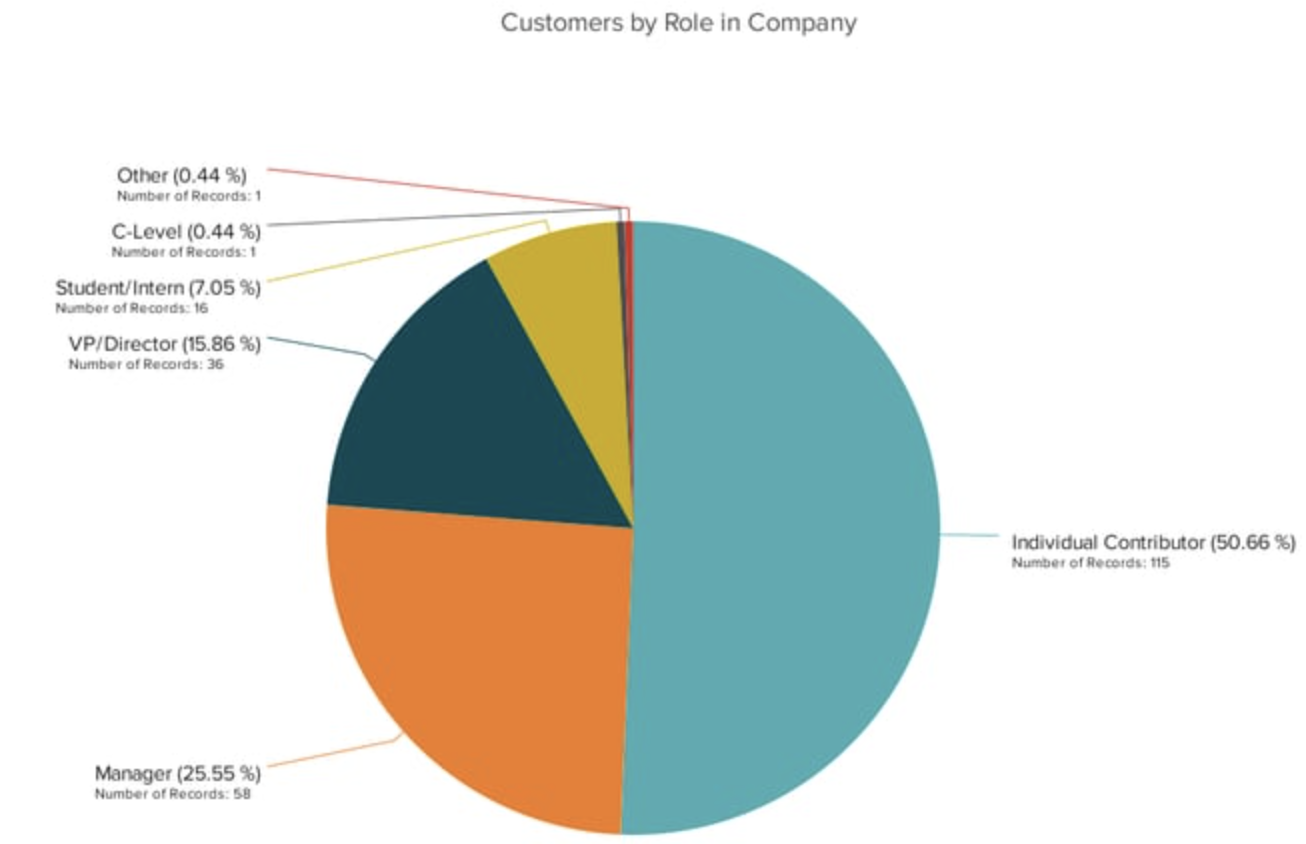 Customers by Role in Company
Other (0.44 %)
Number of Records: 1
C-Level (0.44 %)
Number of Records: 1
Student/Intern (7.05 %)
Number of Records: 16
VP/Director (15.86 %)
Number of Records: 36
Individual Contributor (50.66 %)
Number of Records: 115
Manager (25.55 %)
Number of Records: 58